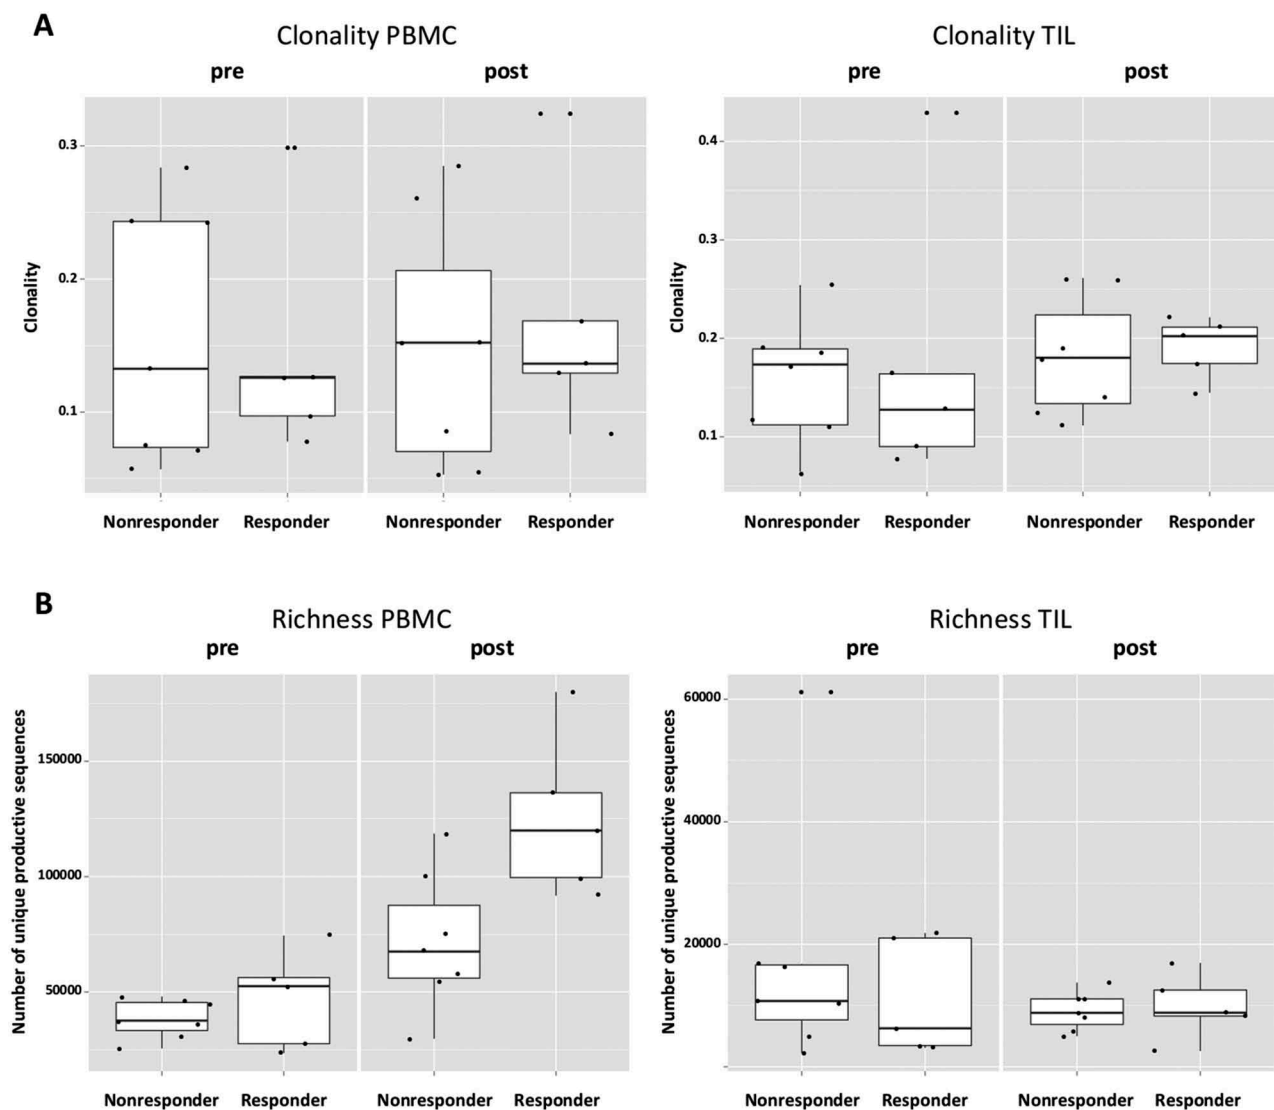 A
Clonality PBMC
pre
post
Clonality
0.3
0.2
0.1
Nonresponder
Responder
Nonresponder
Responder
Clonality TIL
pre
post
Clonality
0.4
0.3
0.2
0.1
Nonresponder
Responder
Nonresponder
Responder
B
Richness PBMC
pre
post
Number of unique productive sequences
150000
100000
50000
Nonresponder
Responder
Nonresponder
Responder
Richness TIL
pre
post
Number of unique productive sequences
60000
40000
20000
Nonresponder
Responder
Nonresponder
Responder